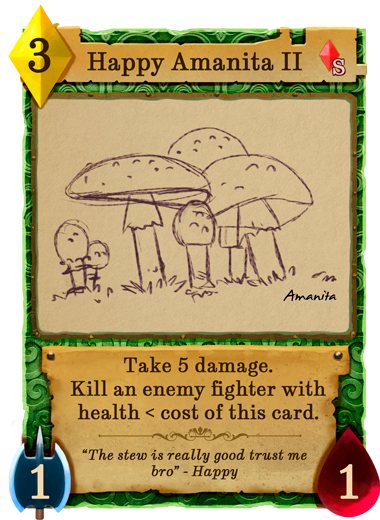 3
Happy Amanita II
S
Amanita
Take 5 damage.
Kill an enemy fighter with
health < cost of this card.
"The stew is really good trust me
bro" - Happy
1
1